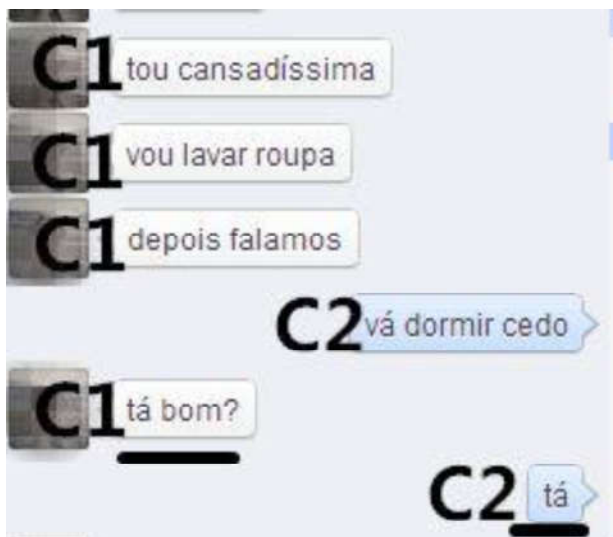 C1 tou cansadíssima
C1 vou lavar roupa
C1 depois falamos
C2 vá dormir cedo
C1 tá bom?
C2 tá